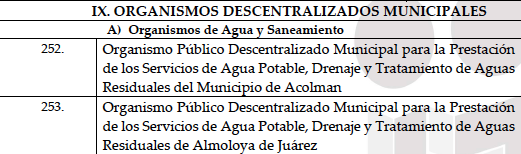 IX. ORGANISMOS DESCENTRALIZADOS MUNICIPALES
A) Organismos de Agua y Saneamiento
252. Organismo Público Descentralizado Municipal para la Prestación
de los Servicios de Agua Potable, Drenaje y Tratamiento de Aguas
Residuales del Municipio de Acolman
253. Organismo Público Descentralizado Municipal para la Prestación
de los Servicios de Agua Potable, Drenaje y Tratamiento de Aguas
Residuales de Almoloya de Juárez